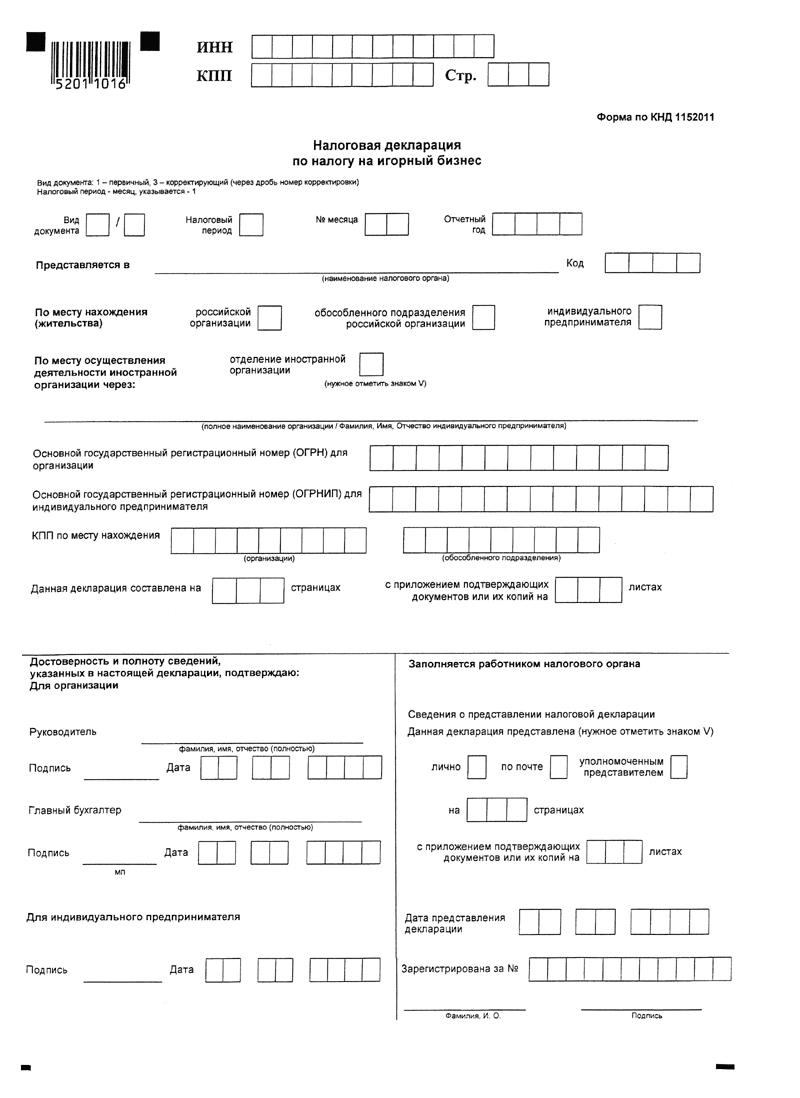 ИНН
52011016
КПП Стр.
Форма по КНД 1152011
Налоговая декларация
по налогу на игорный бизнес
Вид документа: 1 – первичный, 3 – корректирующий (через дробь номер корректировки)
Налоговый период - месяц, указывается - 1
Вид документа / Налоговый период № месяца Отчетный год
Представляется в Код
(наименование налогового органа)
По месту нахождения (жительства) российской организации обособленного подразделения российской организации индивидуального предпринимателя
По месту осуществления деятельности иностранной организации через: отделение иностранной организации
(нужное отметить знаком V)
(полное наименование организации / Фамилия, Имя, Отчество индивидуального предпринимателя)
Основной государственный регистрационный номер (ОГРН) для
организации
Основной государственный регистрационный номер (ОГРНИП) для
индивидуального предпринимателя
КПП по месту нахождения
(организации) (обособленного подразделения)
Данная декларация составлена на страницах с приложением подтверждающих документов или их копий на листах
Достоверность и полноту сведений,
указанных в настоящей декларации, подтверждаю:
Для организации
Руководитель
фамилия, имя, отчество (полностью)
Подпись Дата
Главный бухгалтер
фамилия, имя, отчество (полностью)
Подпись Дата
мп
Для индивидуального предпринимателя
Подпись Дата
Заполняется работником налогового органа
Сведения о представлении налоговой декларации
Данная декларация представлена (нужное отметить знаком V)
лично по почте уполномоченным представителем
на страницах
с приложением подтверждающих
документов или их копий на листах
Дата представления
декларации
Зарегистрирована за №
Фамилия, И. О. Подпись